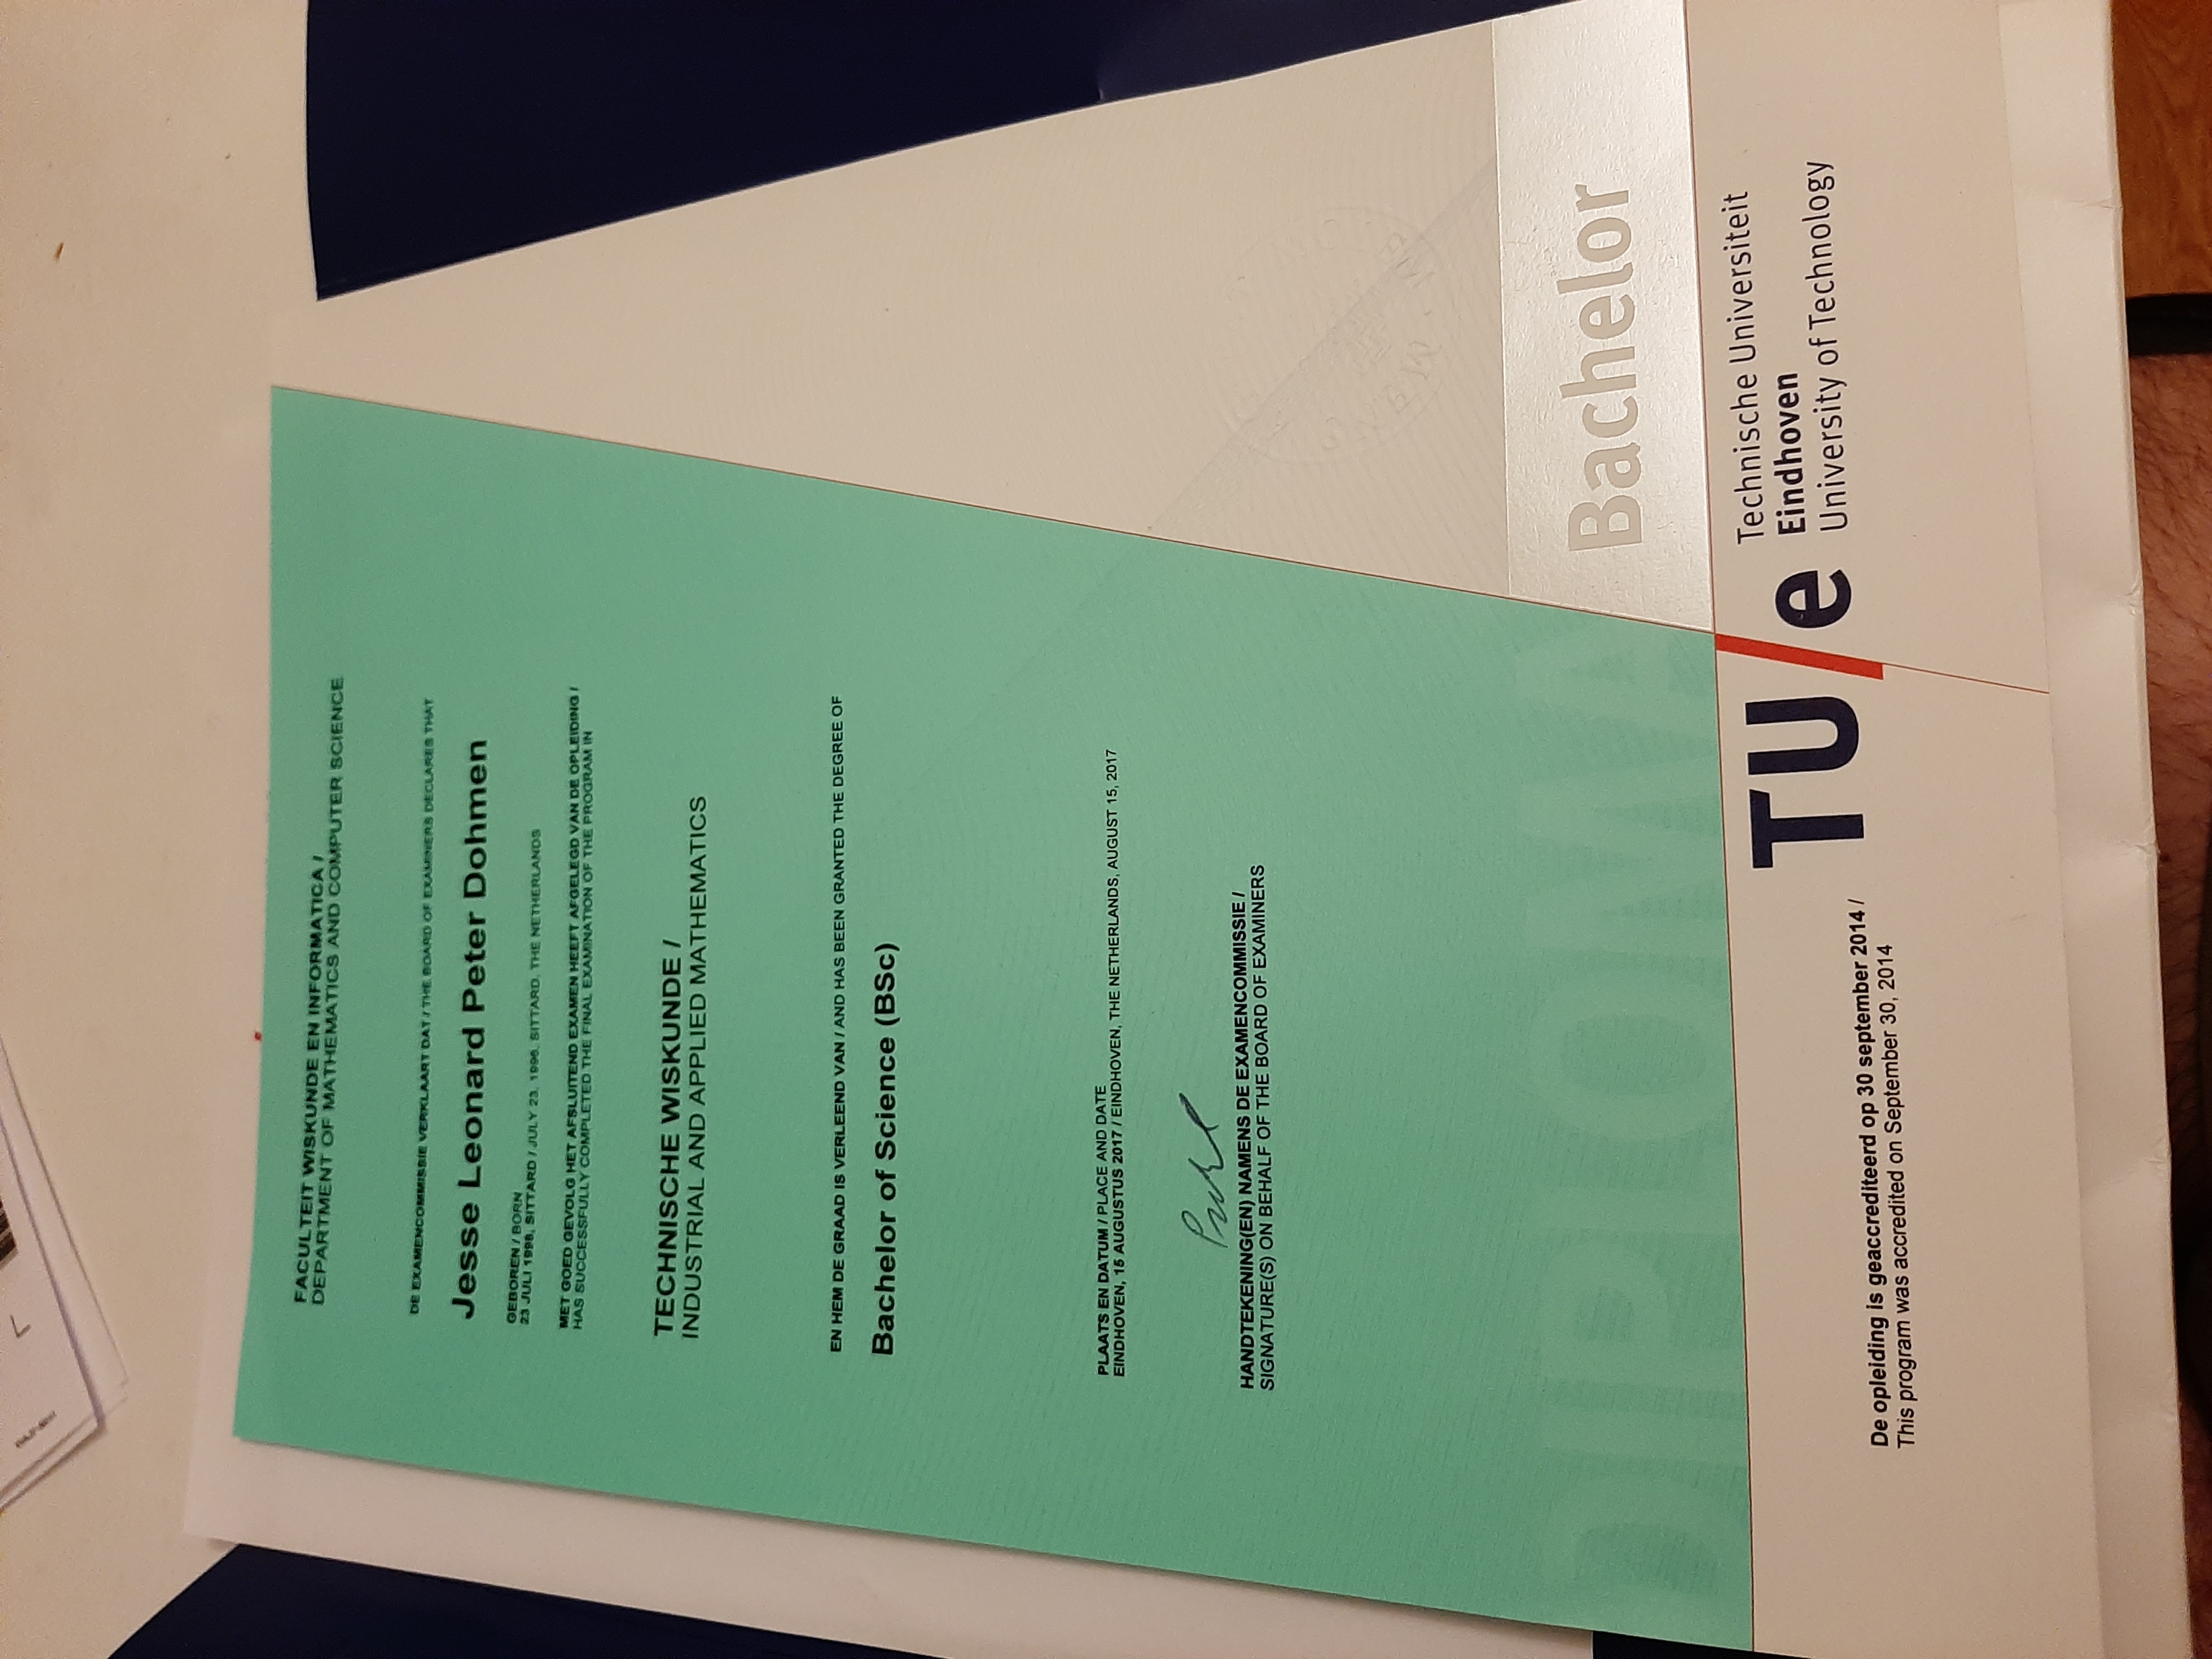 L
FACULTEIT WISKUNDE EN INFORMATICA /
DEPARTMENT OF MATHEMATICS AND COMPUTER SCIENCE
DE EXAMENCOMMISSIE VERKLAART DAT / THE BOARD OF EXAMINERS DECLARES THAT
Jesse Leonard Peter Dohmen
GEBOREN / BORN
23 JULI 1996, SITTARD / JULY 23, 1996, SITTARD, THE NETHERLANDS
MET GOED GEVOLG HET AFSLUITEND EXAMEN HEEFT AFGELEGD VAN DE OPLEIDING /
HAS SUCCESSFULLY COMPLETED THE FINAL EXAMINATION OF THE PROGRAM IN
TECHNISCHE WISKUNDE /
INDUSTRIAL AND APPLIED MATHEMATICS
EN HEM DE GRAAD IS VERLEEND VAN / AND HAS BEEN GRANTED THE DEGREE OF
Bachelor of Science (BSc)
PLAATS EN DATUM / PLACE AND DATE
EINDHOVEN, 15 AUGUSTUS 2017 / EINDHOVEN, THE NETHERLANDS, AUGUST 15, 2017
HANDTEKENING(EN) NAMENS DE EXAMENCOMMISSIE /
SIGNATURE(S) ON BEHALF OF THE BOARD OF EXAMINERS
DIPLOMA
Bachelor
TU/e
Technische Universiteit
Eindhoven
University of Technology
De opleiding is geaccrediteerd op 30 september 2014 /
This program was accredited on September 30, 2014